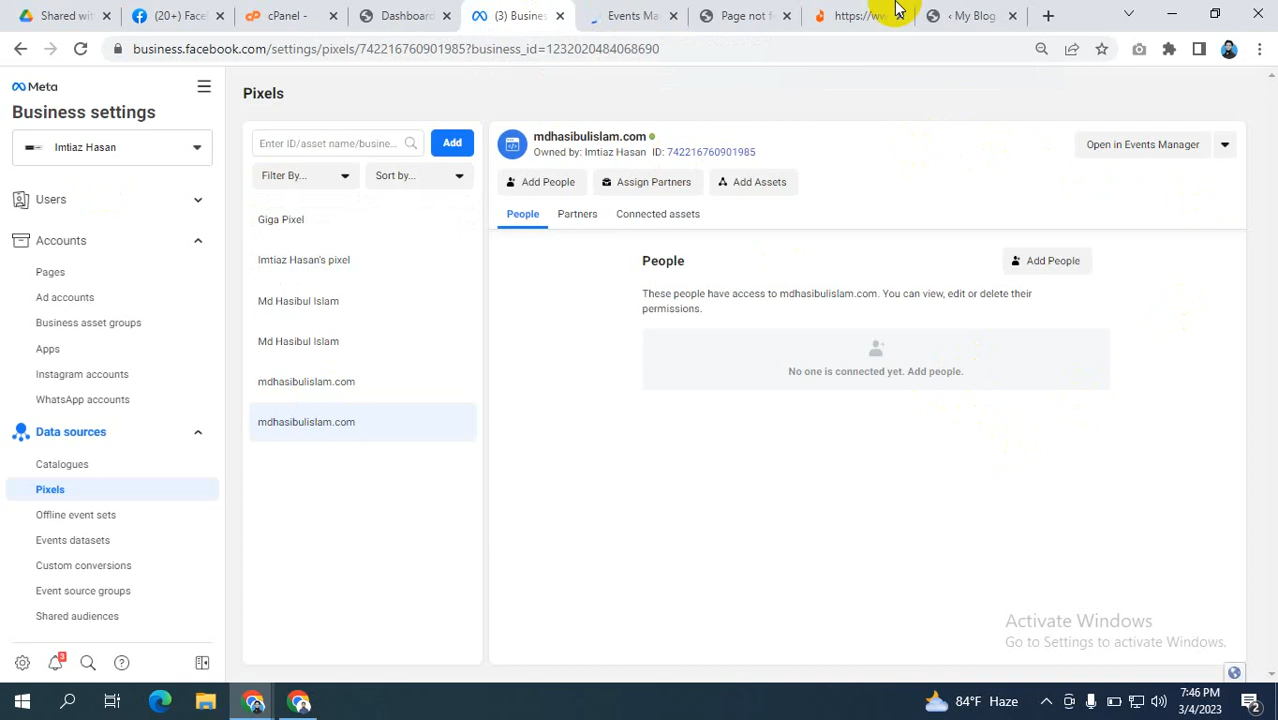 Shared wit
(20+) Face
cPanel -
Dashboard
(3) Busine
Events Ma
Page not f
https://ww
‹ My Blog
business.facebook.com/settings/pixels/742216760901985?business_id=1232020484068690
Meta
Business settings
Imtiaz Hasan
Users
Accounts
Pages
Ad accounts
Business asset groups
Apps
Instagram accounts
WhatsApp accounts
Data sources
Catalogues
Pixels
Offline event sets
Events datasets
Custom conversions
Event source groups
Shared audiences
3
Pixels
Enter ID/asset name/busine...
Add
Filter By...
Sort by...
Giga Pixel
Imtiaz Hasan's pixel
Md Hasibul Islam
Md Hasibul Islam
mdhasibulislam.com
mdhasibulislam.com
mdhasibulislam.com
Owned by: Imtiaz Hasan ID: 742216760901985
Open in Events Manager
Add People
Assign Partners
Add Assets
People
Partners
Connected assets
People
Add People
These people have access to mdhasibulislam.com. You can view, edit or delete their
permissions.
No one is connected yet. Add people.
Activate Windows
Go to Settings to activate Windows.
84°F Haze
7:46 PM
3/4/2023
2